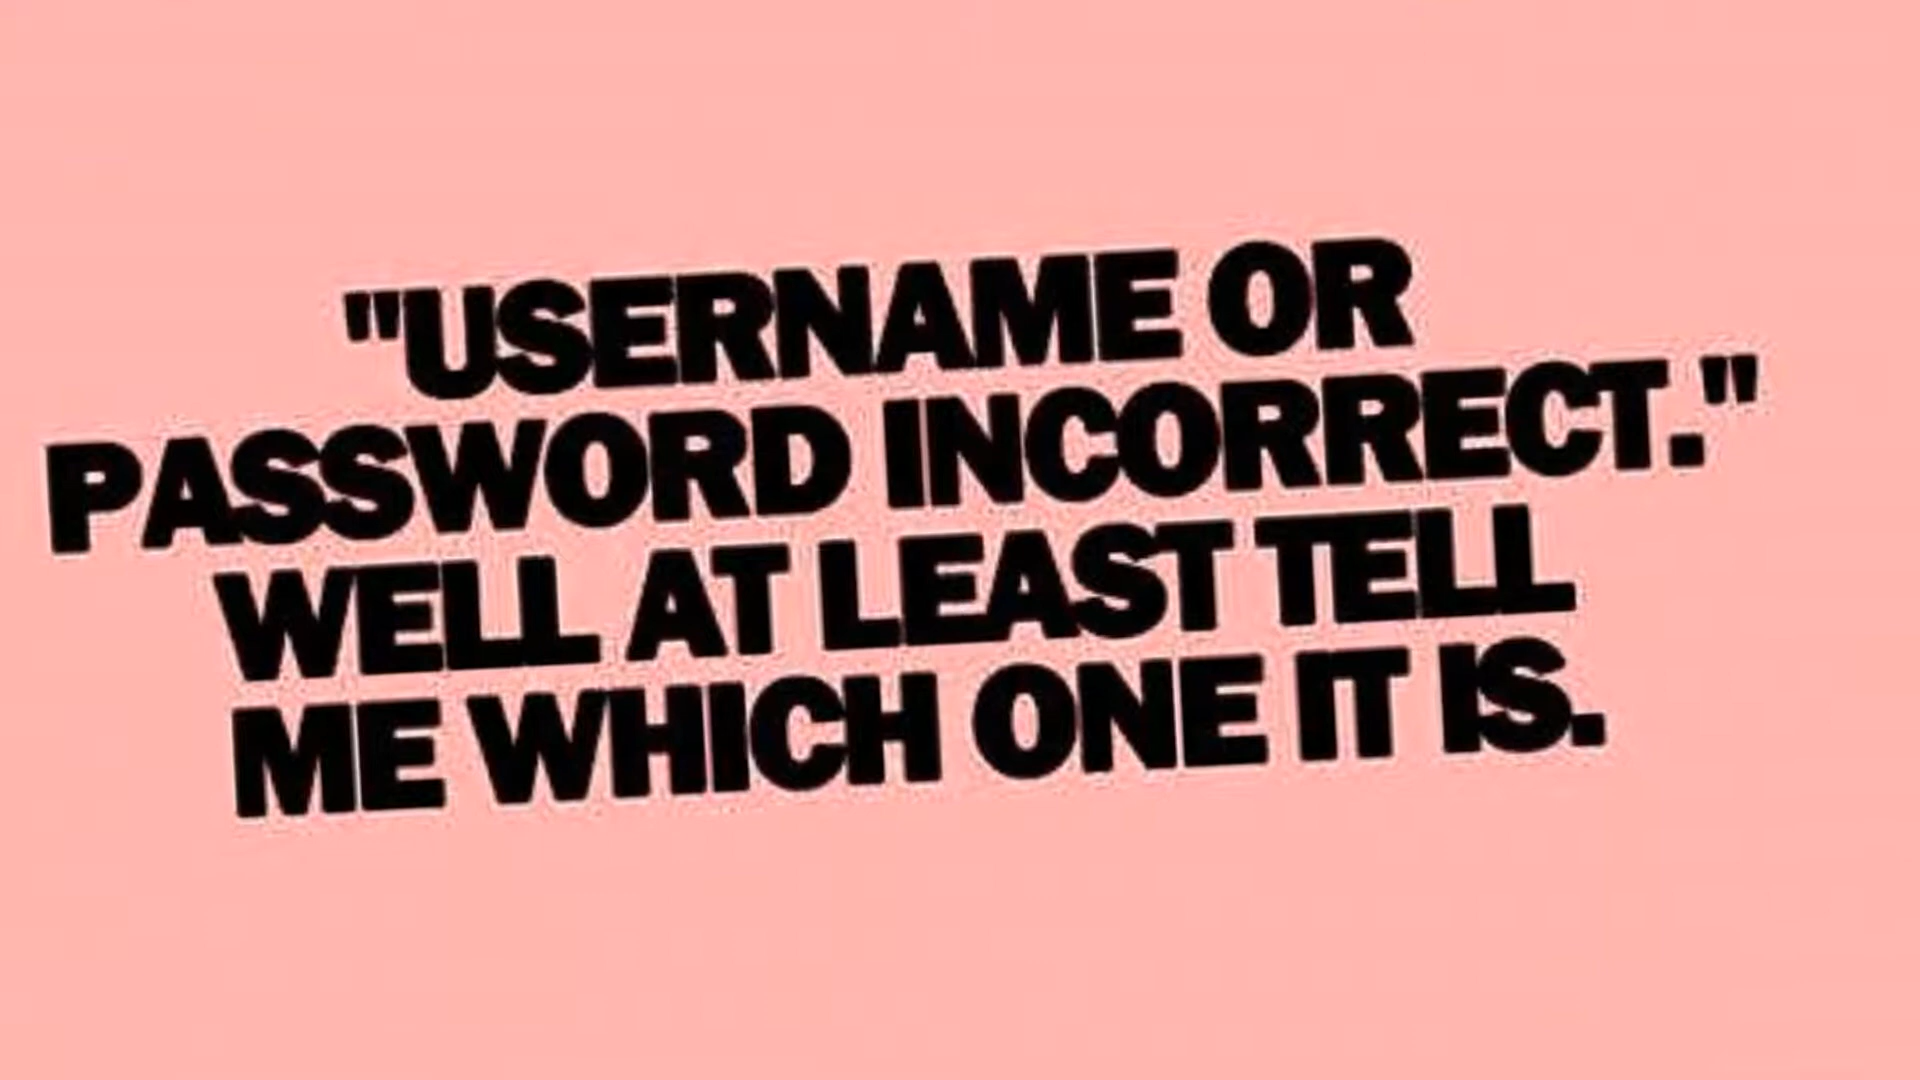 "USERNAME OR
PASSWORD INCORRECT."
WELL AT LEAST TELL
ME WHICH ONE IT IS.